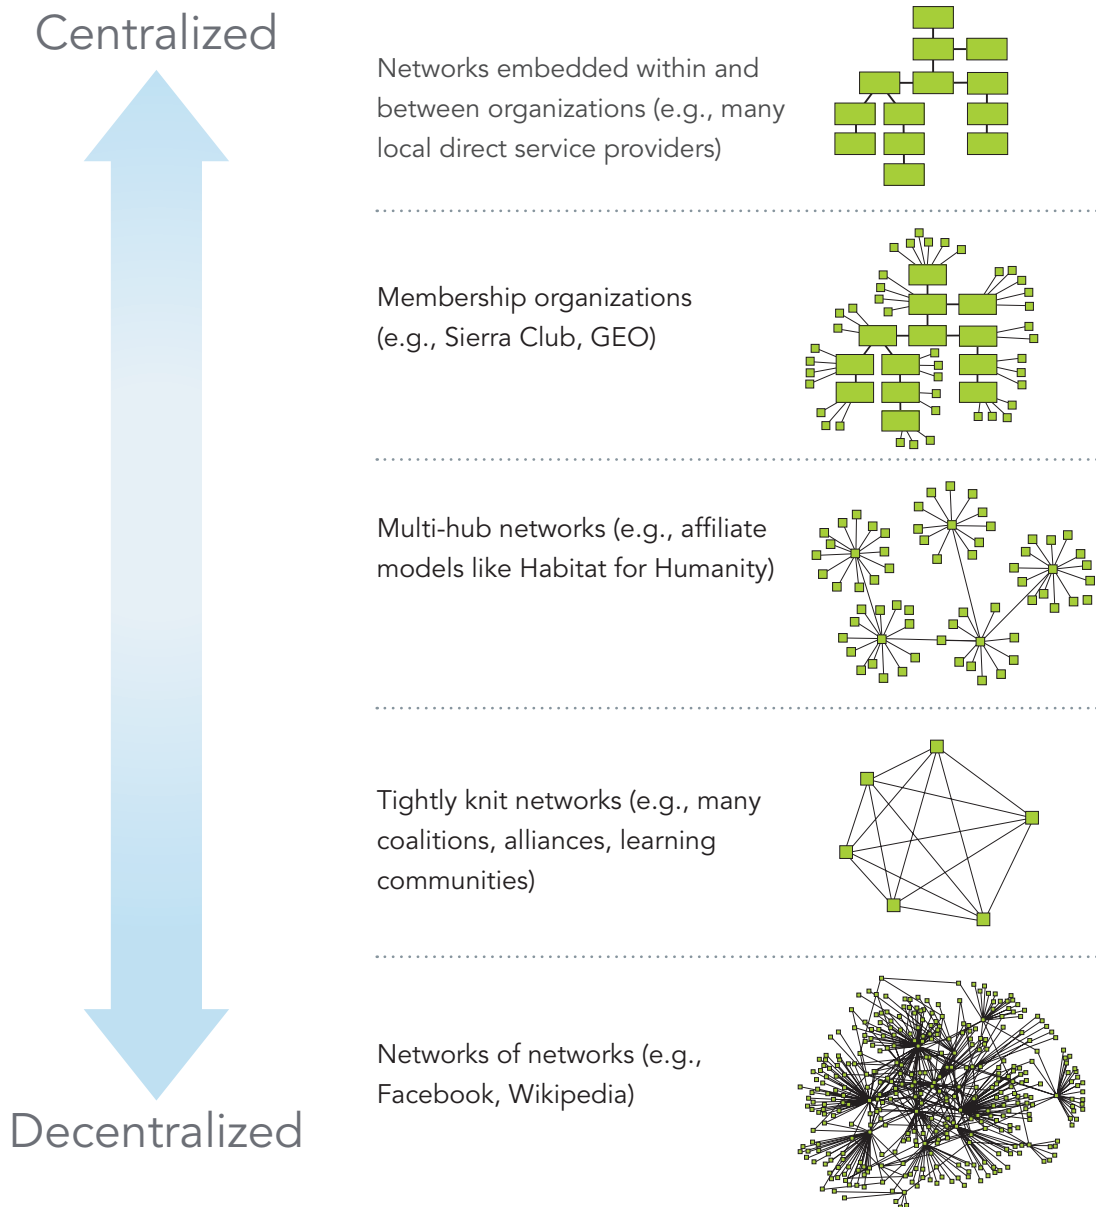 Centralized
Networks embedded within and
between organizations (e.g., many
local direct service providers)
Membership organizations
(e.g., Sierra Club, GEO)
Multi-hub networks (e.g., affiliate
models like Habitat for Humanity)
Tightly knit networks (e.g., many
coalitions, alliances, learning
communities)
Networks of networks (e.g.,
Facebook, Wikipedia)
Decentralized